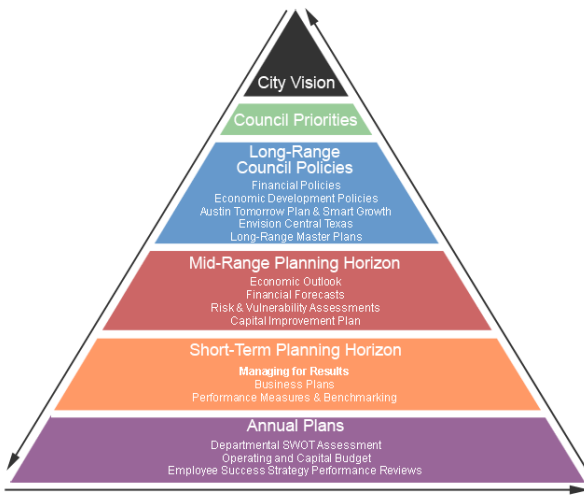 City Vision
Council Priorities
Long-Range
Council Policies
Financial Policies
Economic Development Policies
Austin Tomorrow Plan & Smart Growth
Envision Central Texas
Long-Range Master Plans
Mid-Range Planning Horizon
Economic Outlook
Financial Forecasts
Risk & Vulnerability Assessments
Capital Improvement Plan
Short-Term Planning Horizon
Managing for Results
Business Plans
Performance Measures & Benchmarking
Annual Plans
Departmental SWOT Assessment
Operating and Capital Budget
Employee Success Strategy Performance Reviews